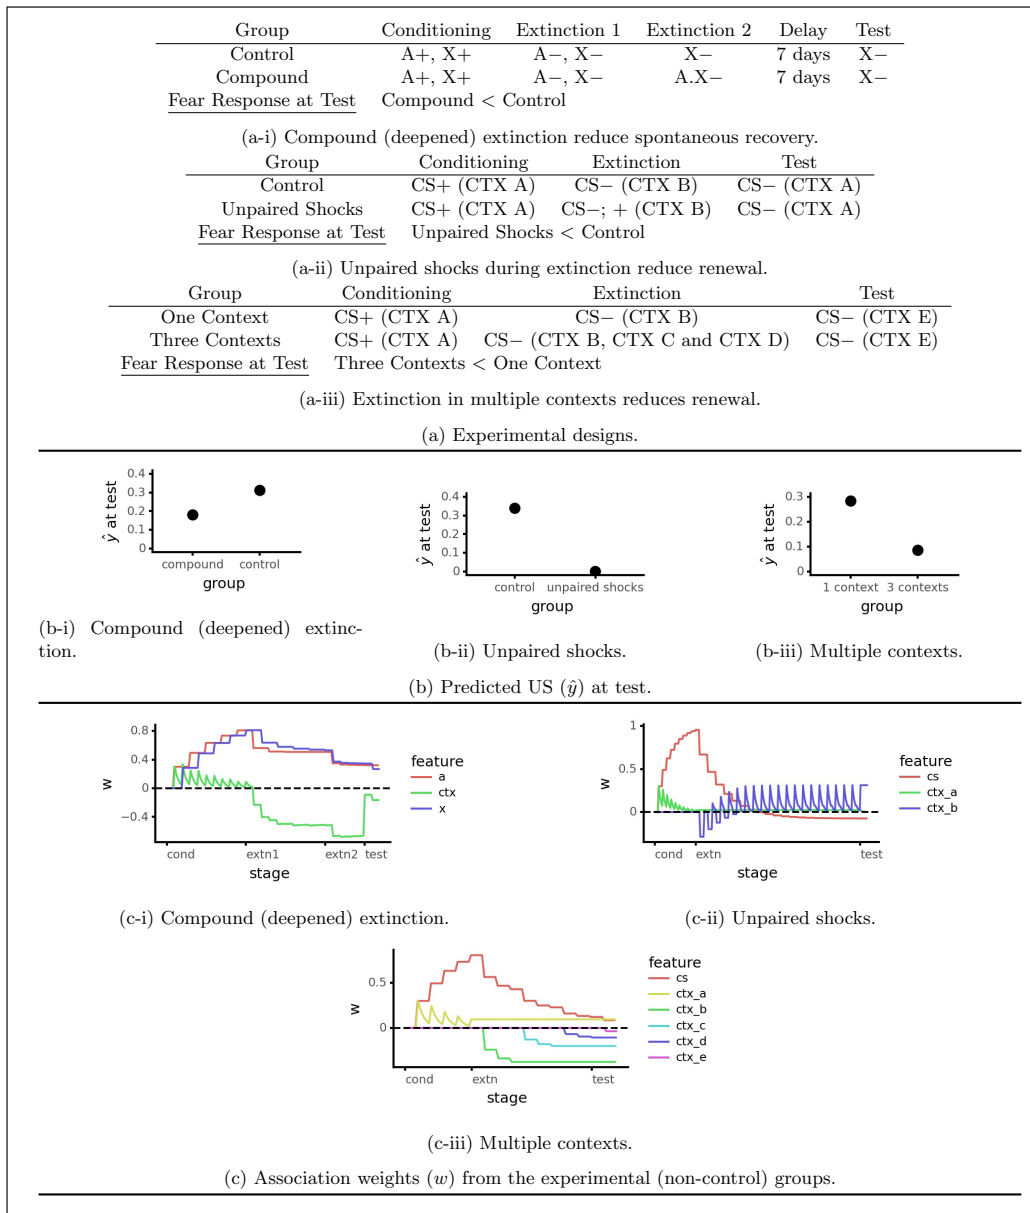 Group Conditioning Extinction 1 Extinction 2 Delay Test
Control A+, X+ A−, X− X− 7 days X−
Compound A+, X+ A−, X− A.X− 7 days X−
Fear Response at Test Compound < Control
(a-i) Compound (deepened) extinction reduce spontaneous recovery.
Group Conditioning Extinction Test
Control CS+ (CTX A) CS− (CTX B) CS− (CTX A)
Unpaired Shocks CS+ (CTX A) CS−; + (CTX B) CS− (CTX A)
Fear Response at Test Unpaired Shocks < Control
(a-ii) Unpaired shocks during extinction reduce renewal.
Group Conditioning Extinction Test
One Context CS+ (CTX A) CS− (CTX B) CS− (CTX E)
Three Contexts CS+ (CTX A) CS− (CTX B, CTX C and CTX D) CS− (CTX E)
Fear Response at Test Three Contexts < One Context
(a-iii) Extinction in multiple contexts reduces renewal.
(a) Experimental designs.
ŷ at test
0.4
0.3
0.2
0.1
0
compound control
group
(b-i) Compound (deepened) extinc-
tion.
ŷ at test
0.4
0.3
0.2
0.1
0
control unpaired shocks
group
(b-ii) Unpaired shocks.
ŷ at test
0.3
0.2
0.1
0
1 context 3 contexts
group
(b-iii) Multiple contexts.
(b) Predicted US (ŷ) at test.
w
0.8
0.4
0
−0.4
cond extn1 extn2 test
stage
feature
a
ctx
x
(c-i) Compound (deepened) extinction.
w
1
0.5
0
cond extn test
stage
feature
cs
ctx_a
ctx_b
(c-ii) Unpaired shocks.
w
0.5
0
cond extn test
stage
feature
cs
ctx_a
ctx_b
ctx_c
ctx_d
ctx_e
(c-iii) Multiple contexts.
(c) Association weights (w) from the experimental (non-control) groups.